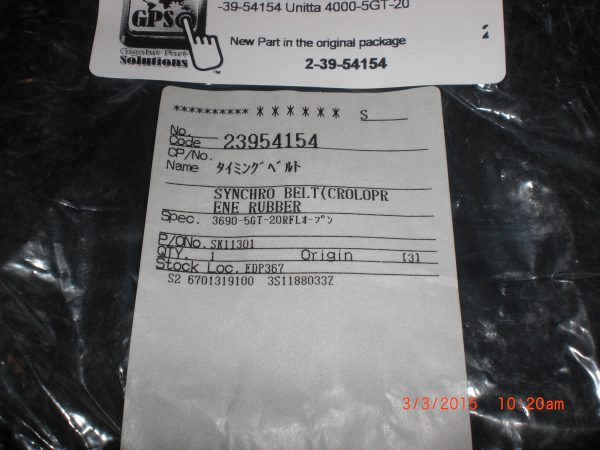 GPS
Gigabit Part
Solutions
-39-54154 Unitta 4000-5GT-20
New Part in the original package
2-39-54154
********** ****** S
No.
Code 23954154
CP/No.
Name タイミングベルト
SYNCHRO BELT(CROLOPR
ENE RUBBER
Spec. 3690-5GT-20RFLオープン
P/ONo. SK11301
QTY. 1 Origin [3]
Stock Loc. EDP367
S2 6701319100 3S1188033Z
3/3/2015 10:20am